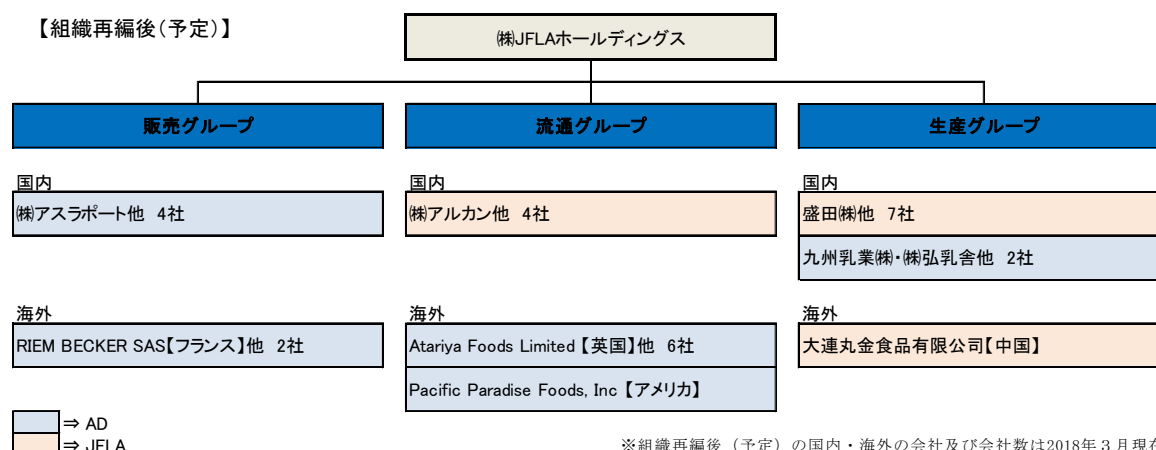 【組織再編後(予定)】
㈱JFLAホールディングス
販売グループ
流通グループ
生産グループ
国内
国内
国内
㈱アスラポート他 4社
㈱アルカン他 4社
盛田㈱他 7社
九州乳業㈱・㈱弘乳舎他 2社
海外
海外
海外
RIEM BECKER SAS【フランス】他 2社
Atariya Foods Limited 【英国】他 6社
大連丸金食品有限公司【中国】
Pacific Paradise Foods, Inc 【アメリカ】
⇒ AD
⇒ JFLA
※組織再編後（予定）の国内・海外の会社及び会社数は2018年３月現在